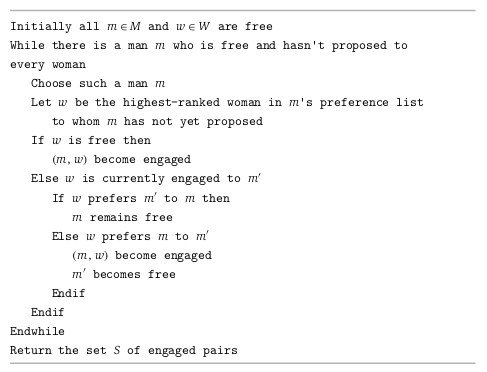 Initially all m ∈ M and w ∈ W are free
While there is a man m who is free and hasn't proposed to
every woman
Choose such a man m
Let w be the highest-ranked woman in m's preference list
to whom m has not yet proposed
If w is free then
(m, w) become engaged
Else w is currently engaged to m′
If w prefers m′ to m then
m remains free
Else w prefers m to m′
(m, w) become engaged
m′ becomes free
Endif
Endif
Endwhile
Return the set S of engaged pairs